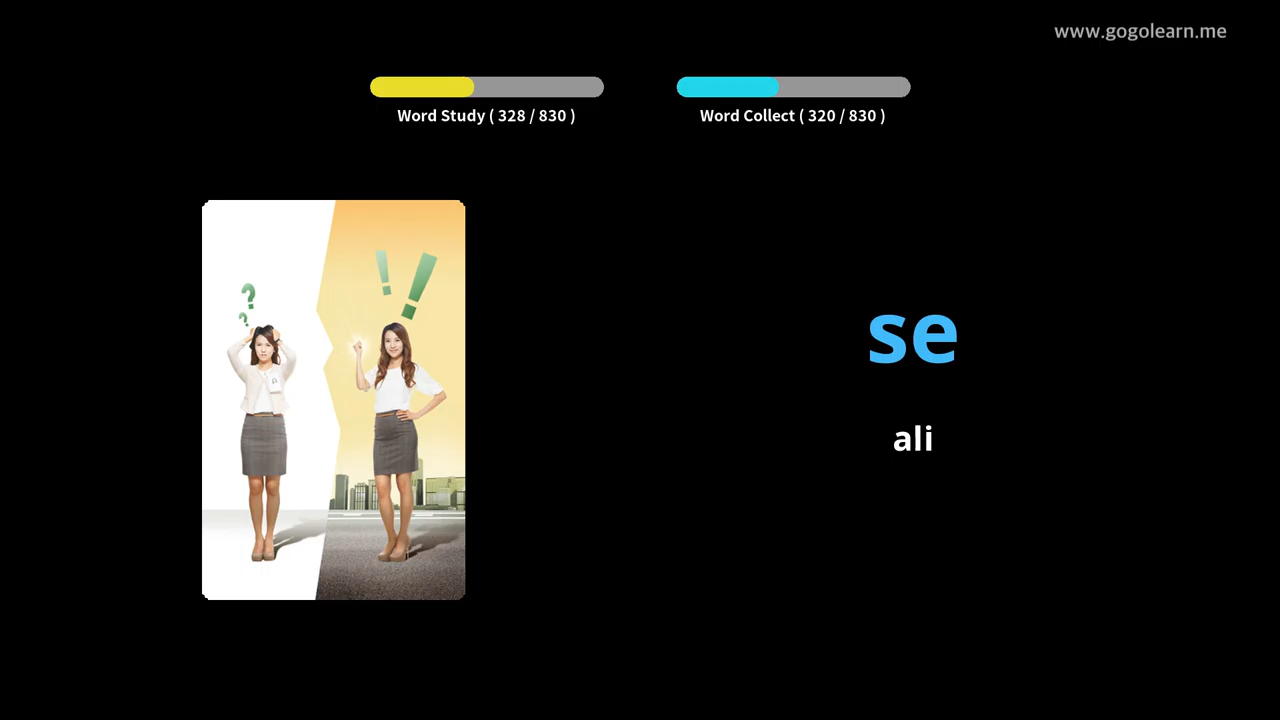 www.gogolearn.me
Word Study ( 328 / 830 )
Word Collect ( 320 / 830 )
? ?
! !
se
ali